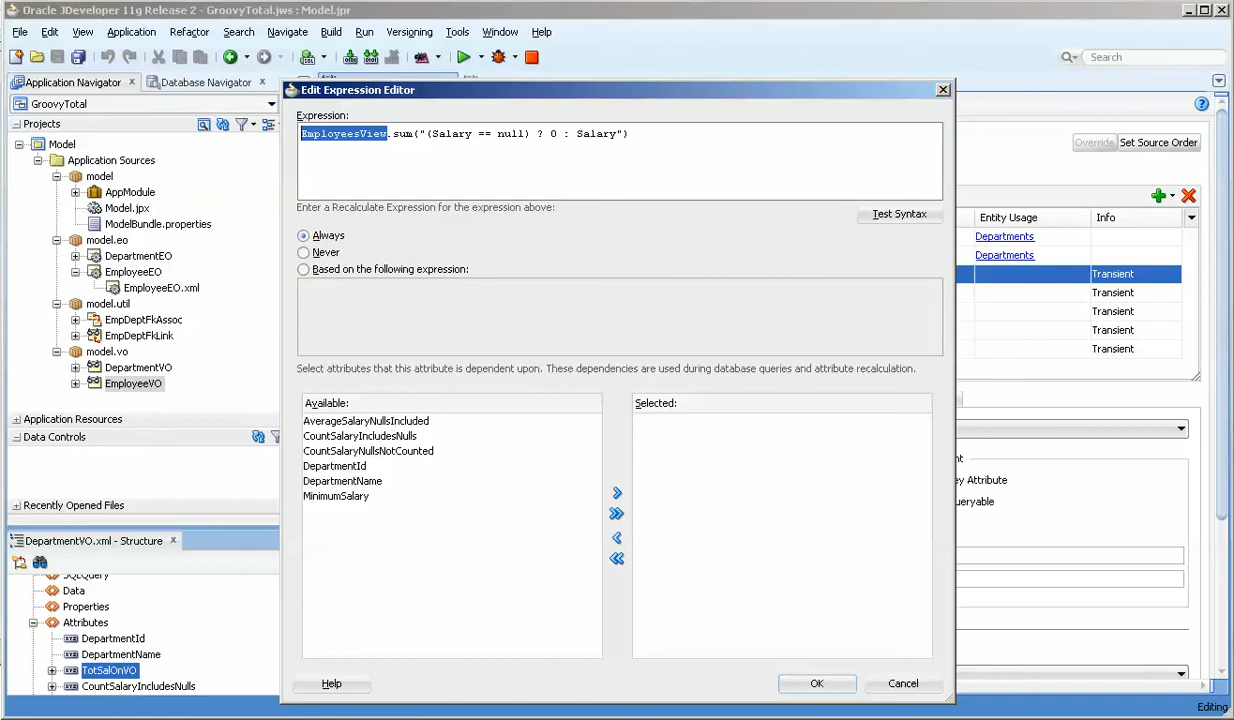 Oracle JDeveloper 11g Release 2 - GroovyTotal.jws : Model.jpr
File Edit View Application Refactor Search Navigate Build Run Versioning Tools Window Help
Search
Application Navigator
Database Navigator
GroovyTotal
Projects
Model
Application Sources
model
AppModule
Model.jpx
ModelBundle.properties
model.eo
DepartmentEO
EmployeeEO
EmployeeEO.xml
model.util
EmpDeptFkAssoc
EmpDeptFkLink
model.vo
DepartmentVO
EmployeeVO
Application Resources
Data Controls
Recently Opened Files
DepartmentVO.xml - Structure
SQLQuery
Data
Properties
Attributes
DepartmentId
DepartmentName
TotSalOnVO
CountSalaryIncludesNulls
Edit Expression Editor
Expression:
EmployeesView.sum("(Salary == null) ? 0 : Salary")
Enter a Recalculate Expression for the expression above:
Test Syntax
Always
Never
Based on the following expression:
Select attributes that this attribute is dependent upon. These dependencies are used during database queries and attribute recalculation.
Available:
AverageSalaryNullsIncluded
CountSalaryIncludesNulls
CountSalaryNullsNotCounted
DepartmentId
DepartmentName
MinimumSalary
Selected:
Help
OK
Cancel
Override
Set Source Order
Entity Usage Info
Departments
Departments
Transient
Transient
Transient
Transient
Transient
ey Attribute
ueryable
Editing